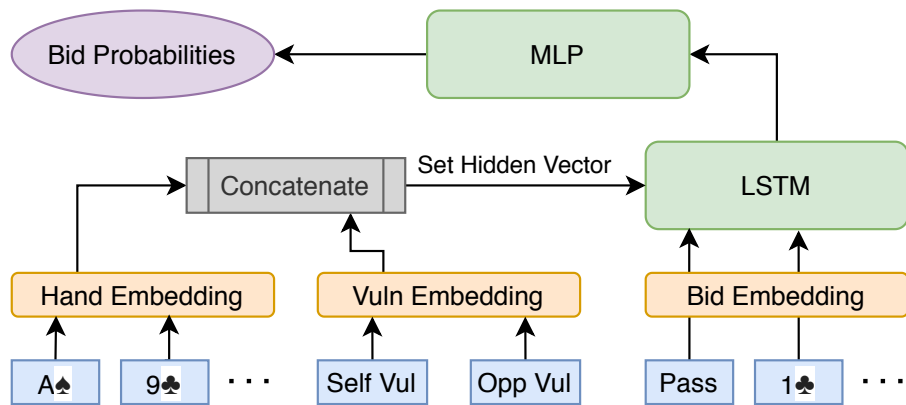 Bid Probabilities
MLP
Concatenate
Set Hidden Vector
LSTM
Hand Embedding
Vuln Embedding
Bid Embedding
A♠
9♣
. . .
Self Vul
Opp Vul
Pass
1♣
. . .